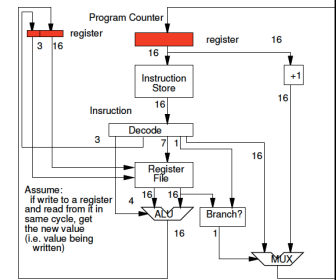 Program Counter
register
3 16
register
16
16
Instruction
Store
+1
16
Insruction
Decode
3
7
1
16
16
Register
File
Assume:
if write to a register
and read from it in
same cycle, get
the new value
(i.e. value being
written)
4
16
16
16
ALU
Branch?
16
1
MUX